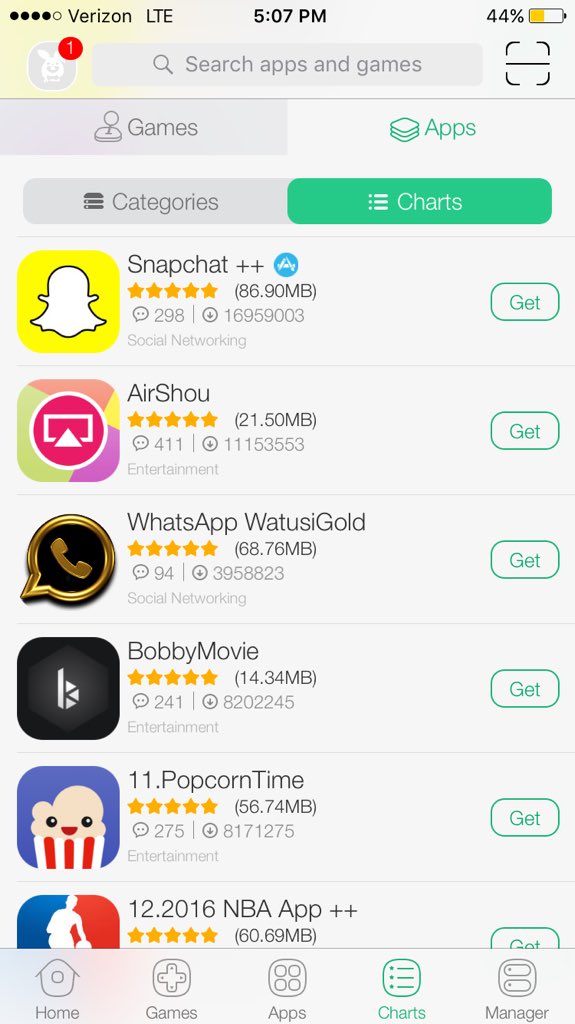 Verizon LTE 5:07 PM 44%
1
Search apps and games
Games
Apps
Categories
Charts
Snapchat ++
(86.90MB)
298 | 16959003
Social Networking
Get
AirShou
(21.50MB)
411 | 11153553
Entertainment
Get
WhatsApp WatusiGold
(68.76MB)
94 | 3958823
Social Networking
Get
BobbyMovie
(14.34MB)
241 | 8202245
Entertainment
Get
11.PopcornTime
(56.74MB)
275 | 8171275
Entertainment
Get
12.2016 NBA App ++
(60.69MB)
Get
Home
Games
Apps
Charts
Manager